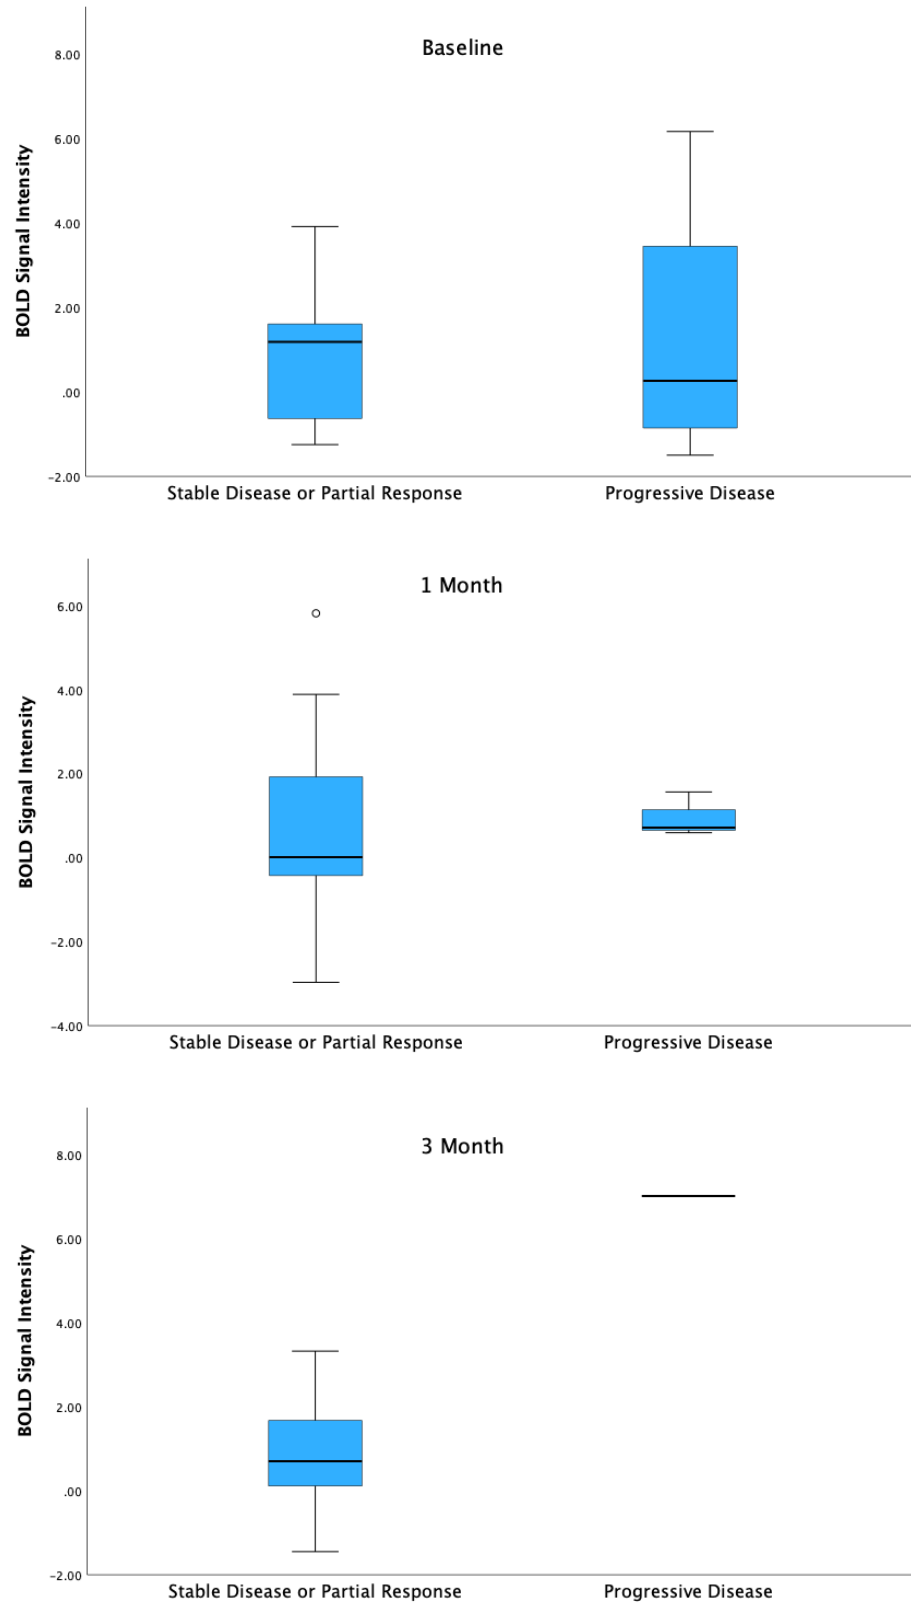 Baseline
BOLD Signal Intensity
8.00
6.00
4.00
2.00
.00
-2.00
Stable Disease or Partial Response Progressive Disease
1 Month
BOLD Signal Intensity
6.00
4.00
2.00
.00
-2.00
-4.00
Stable Disease or Partial Response Progressive Disease
3 Month
BOLD Signal Intensity
8.00
6.00
4.00
2.00
.00
-2.00
Stable Disease or Partial Response Progressive Disease